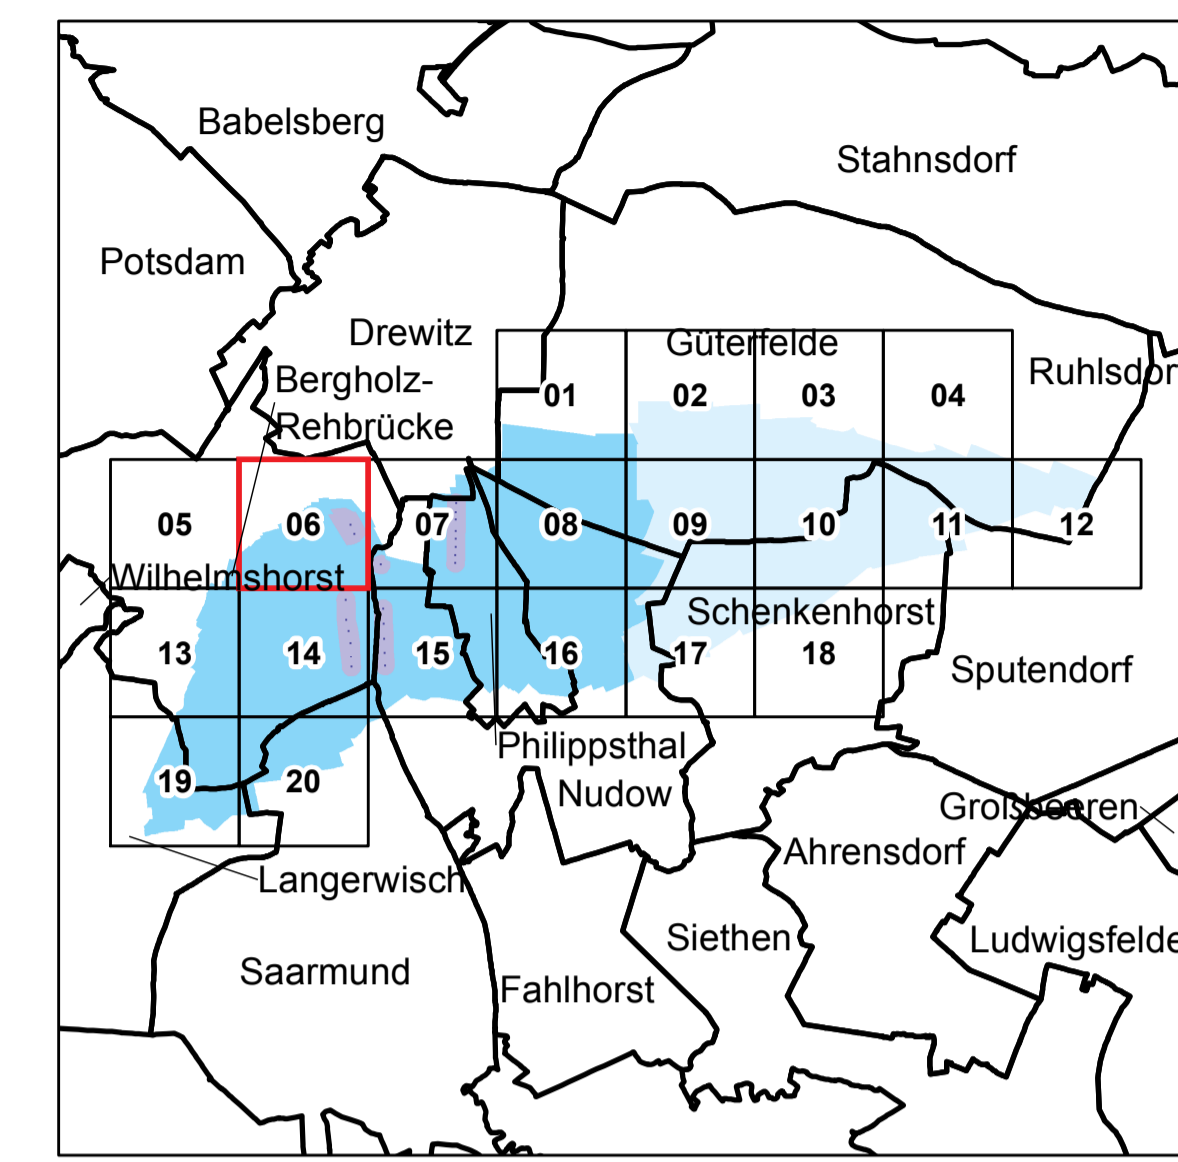 Babelsberg
Stahnsdorf
Potsdam
Drewitz
Güterfelde
Ruhlsdor
Bergholz-
Rehbrücke
01
02
03
04
05
06
07
08
09
10
11
12
Wilhelmshorst
Schenkenhorst
13
14
15
16
17
18
Sputendorf
Philippsthal
19
20
Nudow
Großbeeren
Ahrensdorf
Langerwisch
Siethen
Ludwigsfelde
Saarmund
Fahlhorst